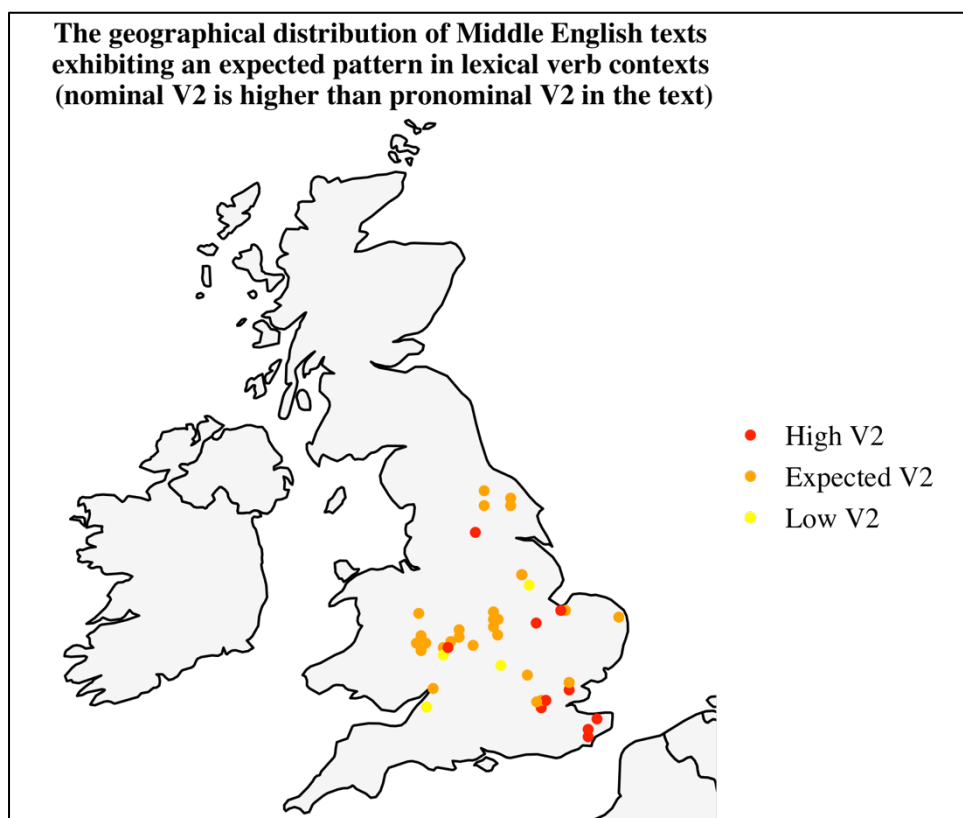 The geographical distribution of Middle English texts
exhibiting an expected pattern in lexical verb contexts
(nominal V2 is higher than pronominal V2 in the text)
High V2
Expected V2
Low V2